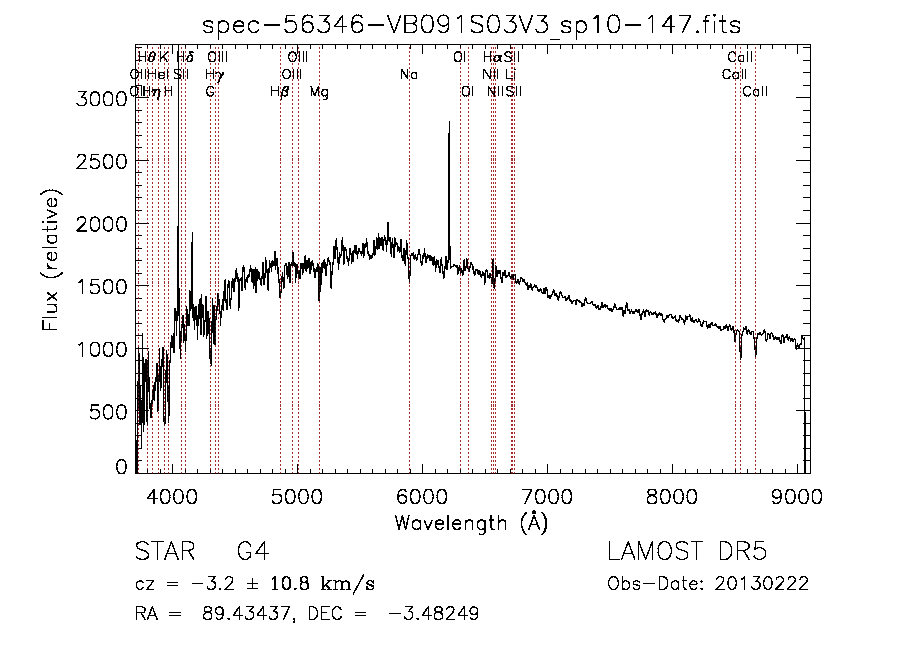 spec-56346-VB091S03V3_sp10-147.fits
Hθ K Hδ OIII OIII OI Hα SII CaII
OII HeI SII Hγ OIII Na NII Li CaII
Hη H G Hβ Mg OI NII SII CaII
3000
2500
2000
1500
1000
500
0
Flux (relative)
4000 5000 6000 7000 8000 9000
Wavelength (Å)
STAR G4 LAMOST DR5
cz = -3.2 ± 10.8 km/s Obs-Date: 20130222
RA = 89.43437, DEC = -3.48249